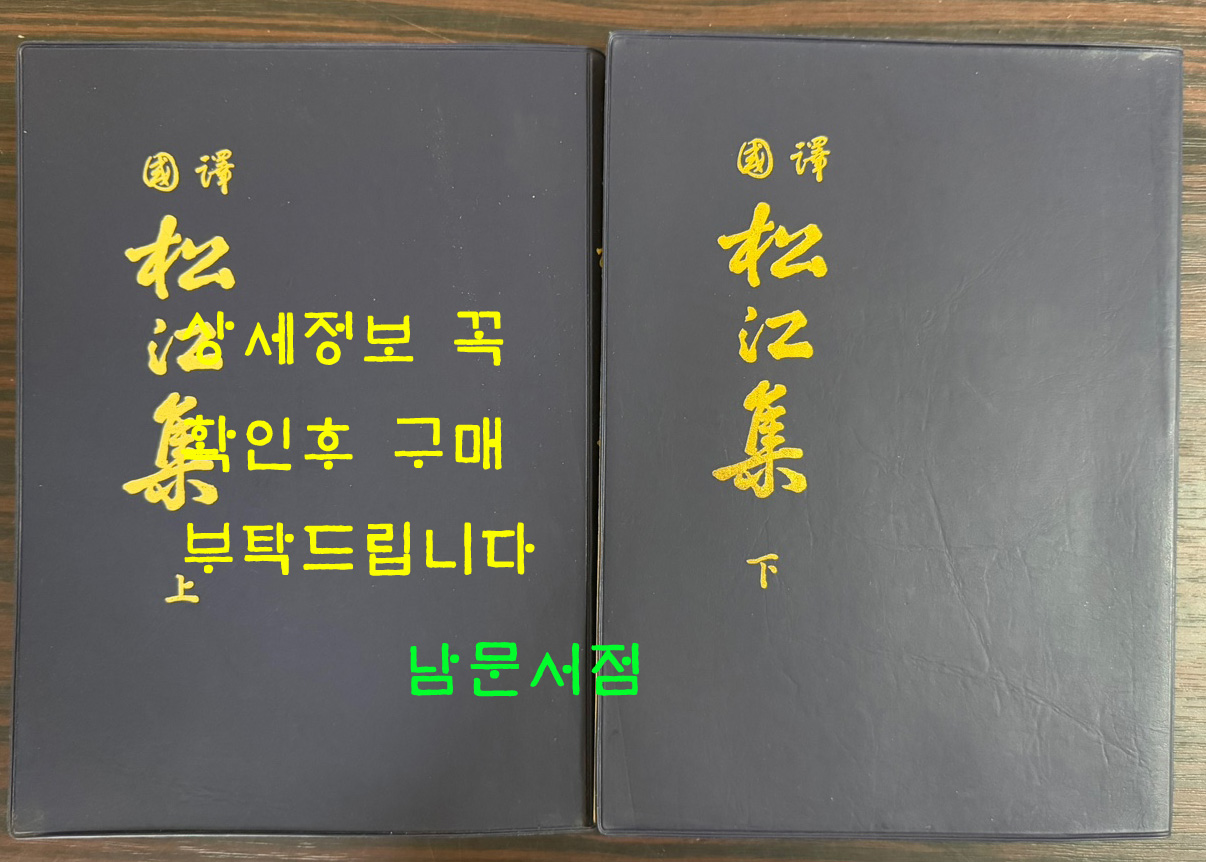 國譯
松江集
上
상세정보 꼭
확인후 구매
부탁드립니다
남문서점
國譯
松江集
下